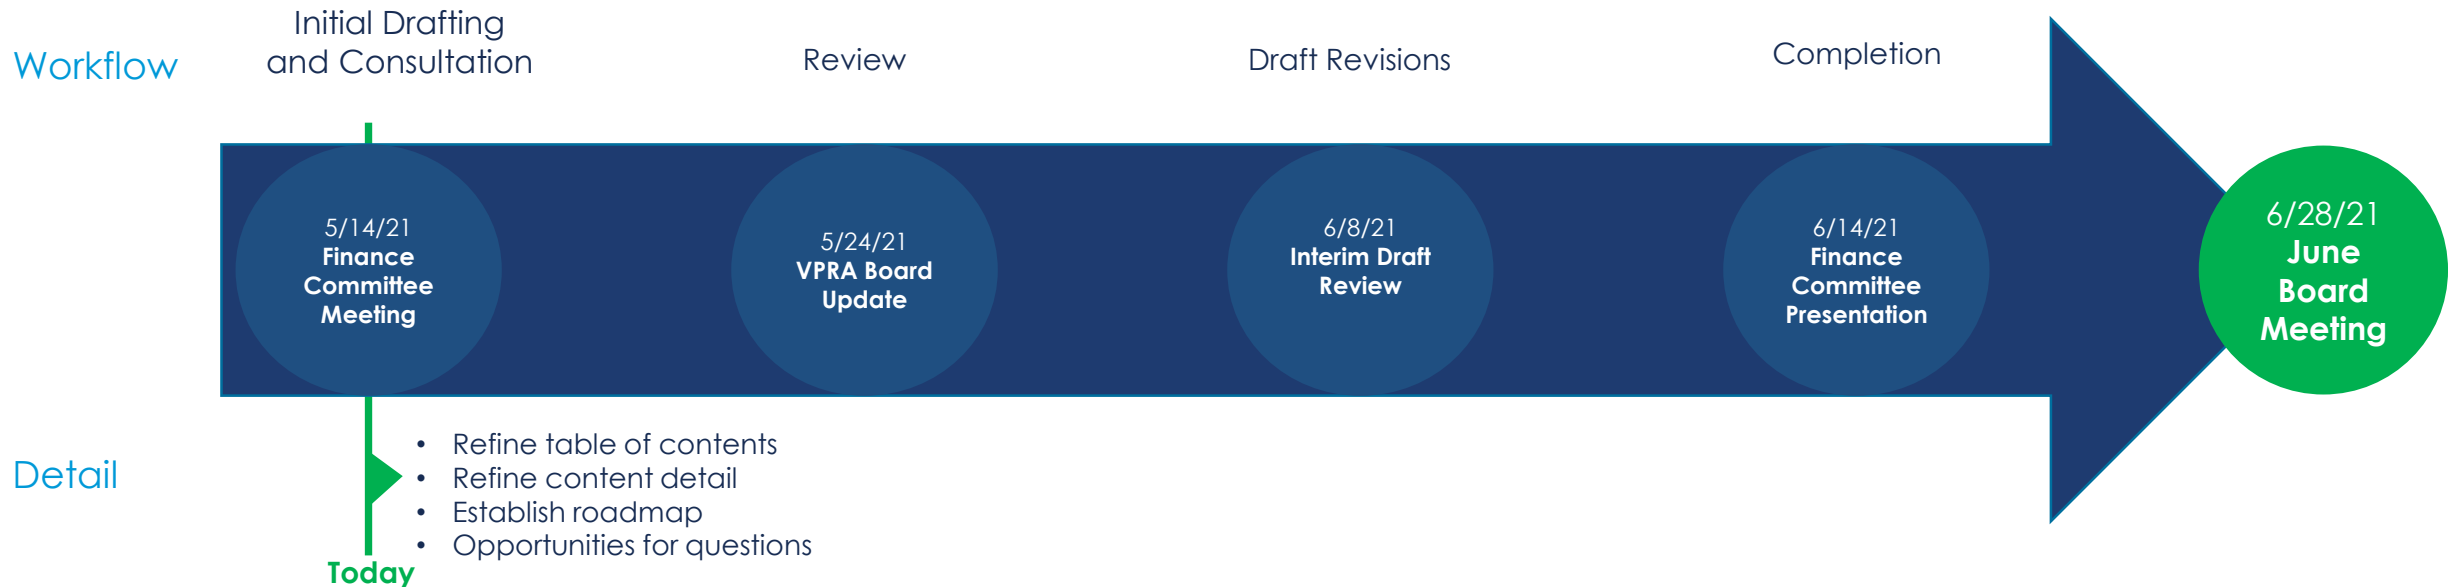 Workflow
Initial Drafting
and Consultation
Review
Draft Revisions
Completion
5/14/21
Finance
Committee
Meeting
5/24/21
VPRA Board
Update
6/8/21
Interim Draft
Review
6/14/21
Finance
Committee
Presentation
6/28/21
June
Board
Meeting
Detail
• Refine table of contents
• Refine content detail
• Establish roadmap
• Opportunities for questions
Today